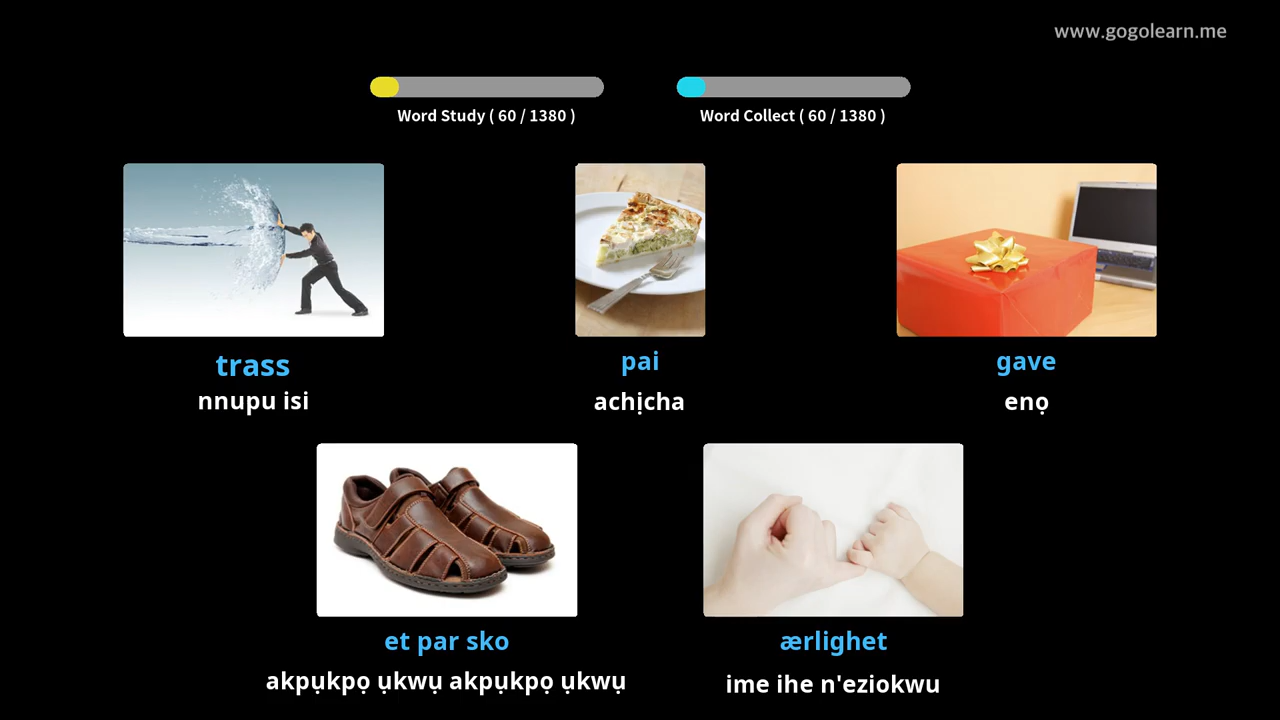 www.gogolearn.me
Word Study ( 60 / 1380 )
Word Collect ( 60 / 1380 )
trass
nnupu isi
pai
achịcha
gave
enọ
et par sko
akpụkpọ ụkwụ akpụkpọ ụkwụ
ærlighet
ime ihe n'eziokwu